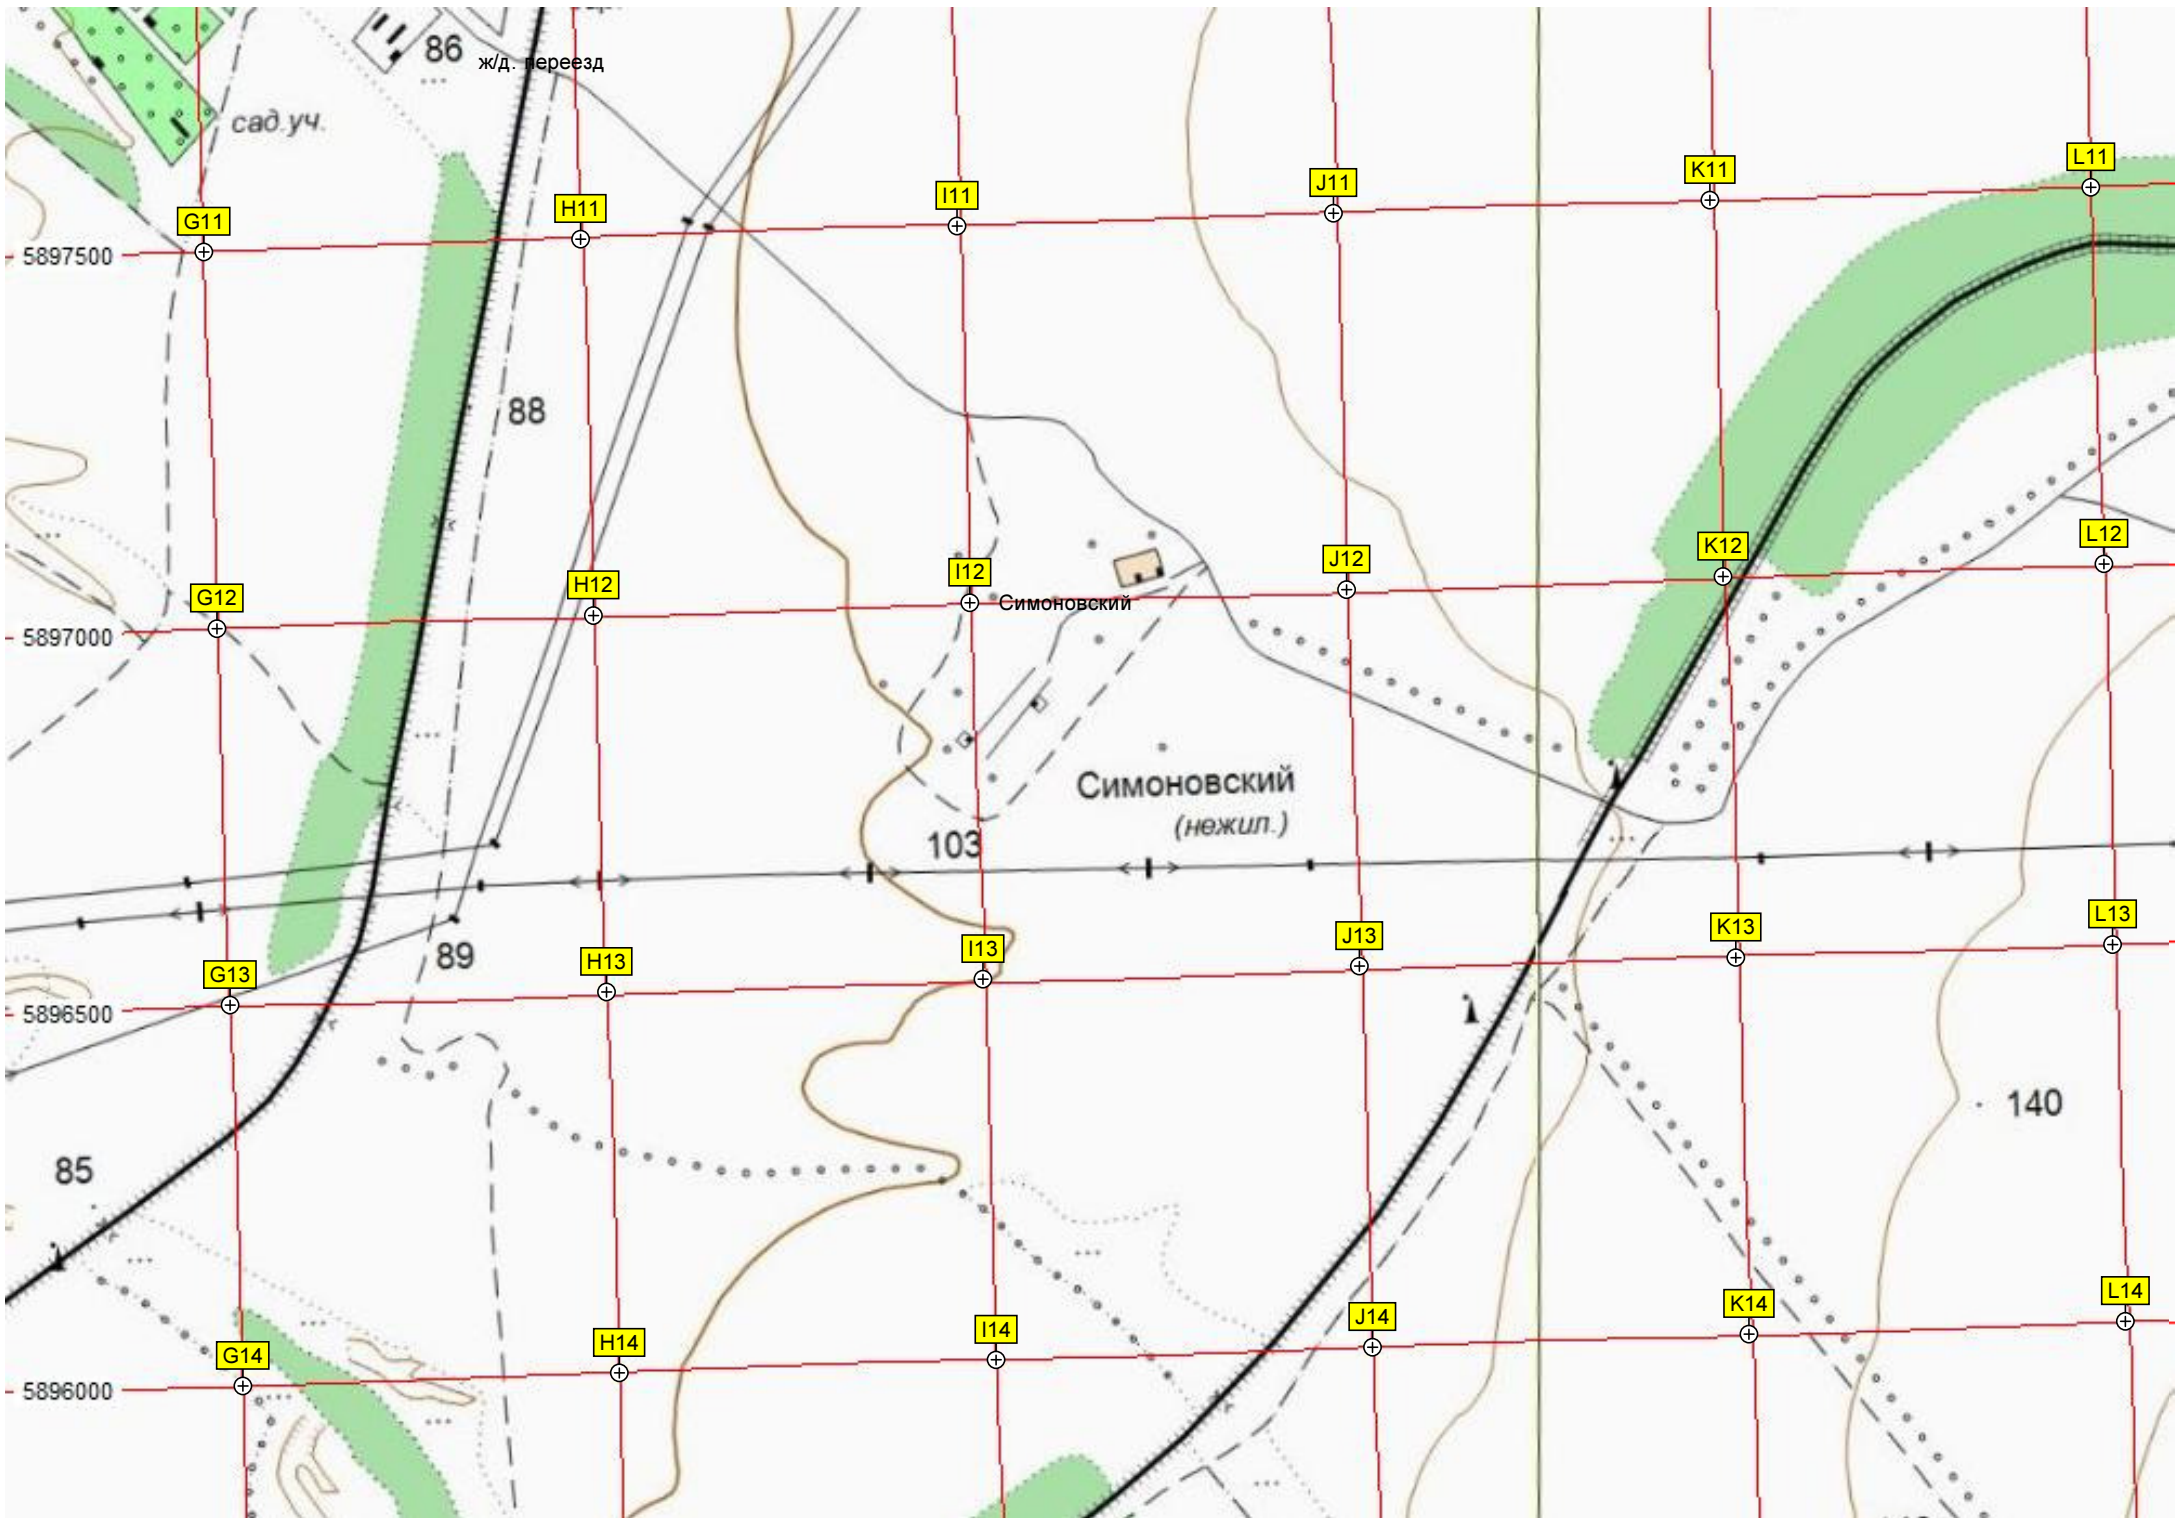 86
ж/д. переезд
сад.уч.
G11
H11
I11
J11
K11
L11
5897500
88
G12
H12
I12
J12
K12
L12
Симоновский
5897000
Симоновский
(нежил.)
103
89
G13
H13
I13
J13
K13
L13
5896500
140
85
G14
H14
I14
J14
K14
L14
5896000